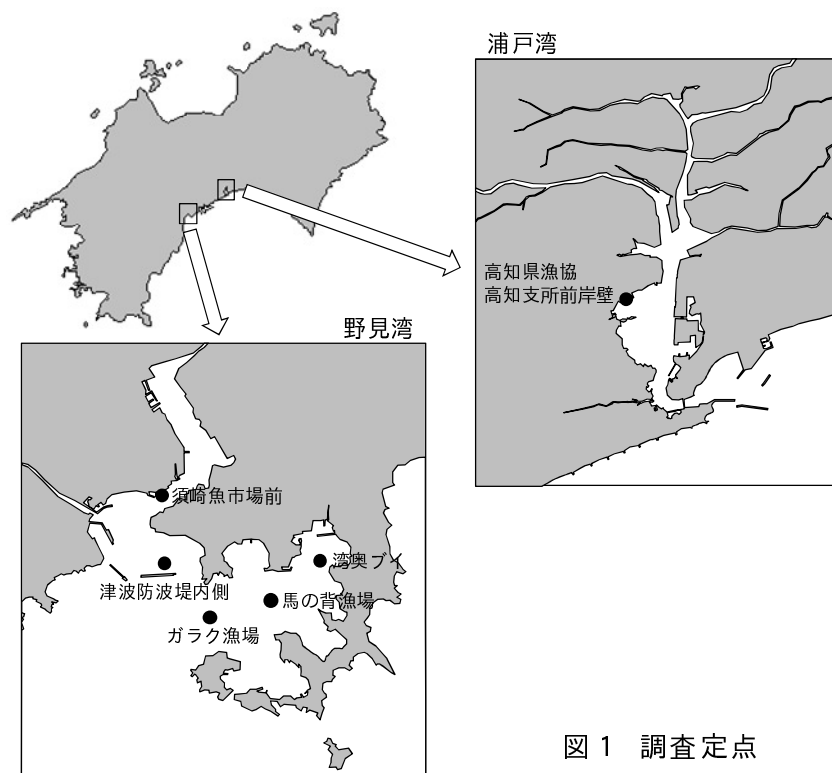 浦戸湾
高知県漁協
高知支所前岸壁
野見湾
須崎魚市場前
湾奥ブイ
津波防波堤内側
馬の背漁場
ガラク漁場
図1 調査定点